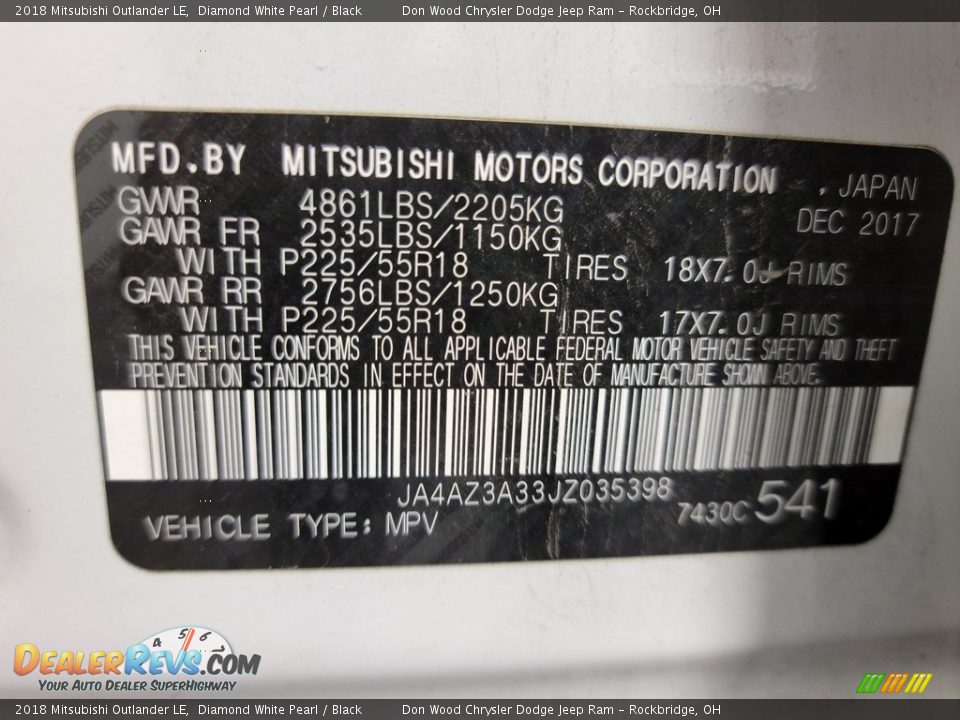 2018 Mitsubishi Outlander LE, Diamond White Pearl / Black Don Wood Chrysler Dodge Jeep Ram - Rockbridge, OH
MFD.BY MITSUBISHI MOTORS CORPORATION , JAPAN
GWWR 4861LBS/2205KG DEC 2017
GAWR FR 2535LBS/1150KG
WITH P225/55R18 TIRES 18X7.0J RIMS
GAWR RR 2756LBS/1250KG
WITH P225/55R18 TIRES 17X7.0J RIMS
THIS VEHICLE CONFORMS TO ALL APPLICABLE FEDERAL MOTOR VEHICLE SAFETY AND THEFT
PREVENTION STANDARDS IN EFFECT ON THE DATE OF MANUFACTURE SHOWN ABOVE.
JA4AZ3A33JZ035398
VEHICLE TYPE: MPV 7430C 541
4 5 6 7
DEALERREVS.COM
YOUR AUTO DEALER SUPERHIGHWAY
2018 Mitsubishi Outlander LE, Diamond White Pearl / Black Don Wood Chrysler Dodge Jeep Ram - Rockbridge, OH